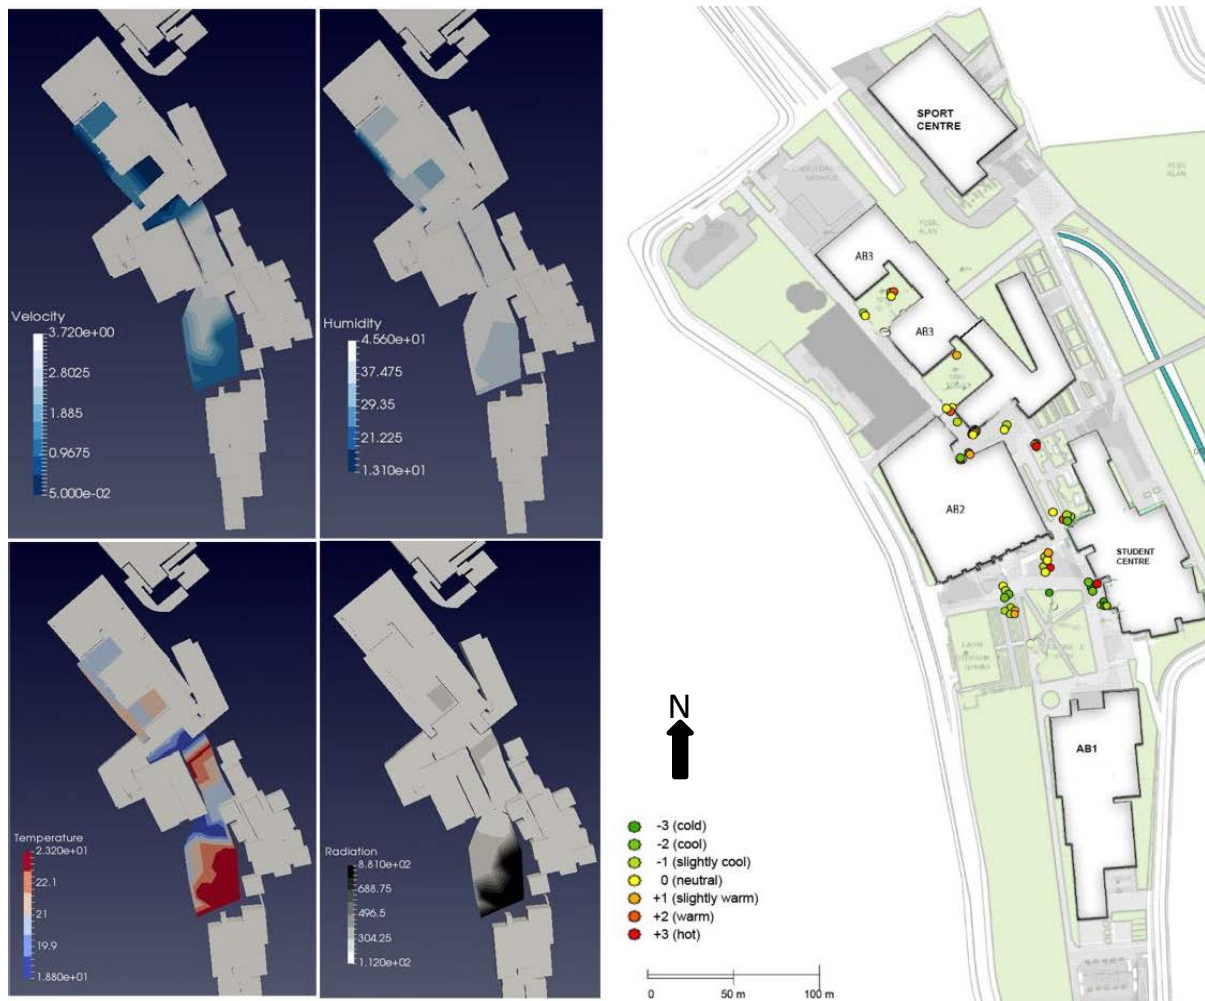 Velocity
3.720e+00
2.8025
1.885
0.9675
5.000e-02
Humidity
4.560e+01
37.475
29.35
21.225
1.310e+01
Temperature
2.320e+01
22.1
21
19.9
1.880e+01
Radiation
8.810e+02
688.75
496.5
304.25
1.120e+02
SPORT
CENTRE
AB3
AB3
AB2
STUDENT
CENTRE
AB1
N
-3 (cold)
-2 (cool)
-1 (slightly cool)
0 (neutral)
+1 (slightly warm)
+2 (warm)
+3 (hot)
0
50 m
100 m